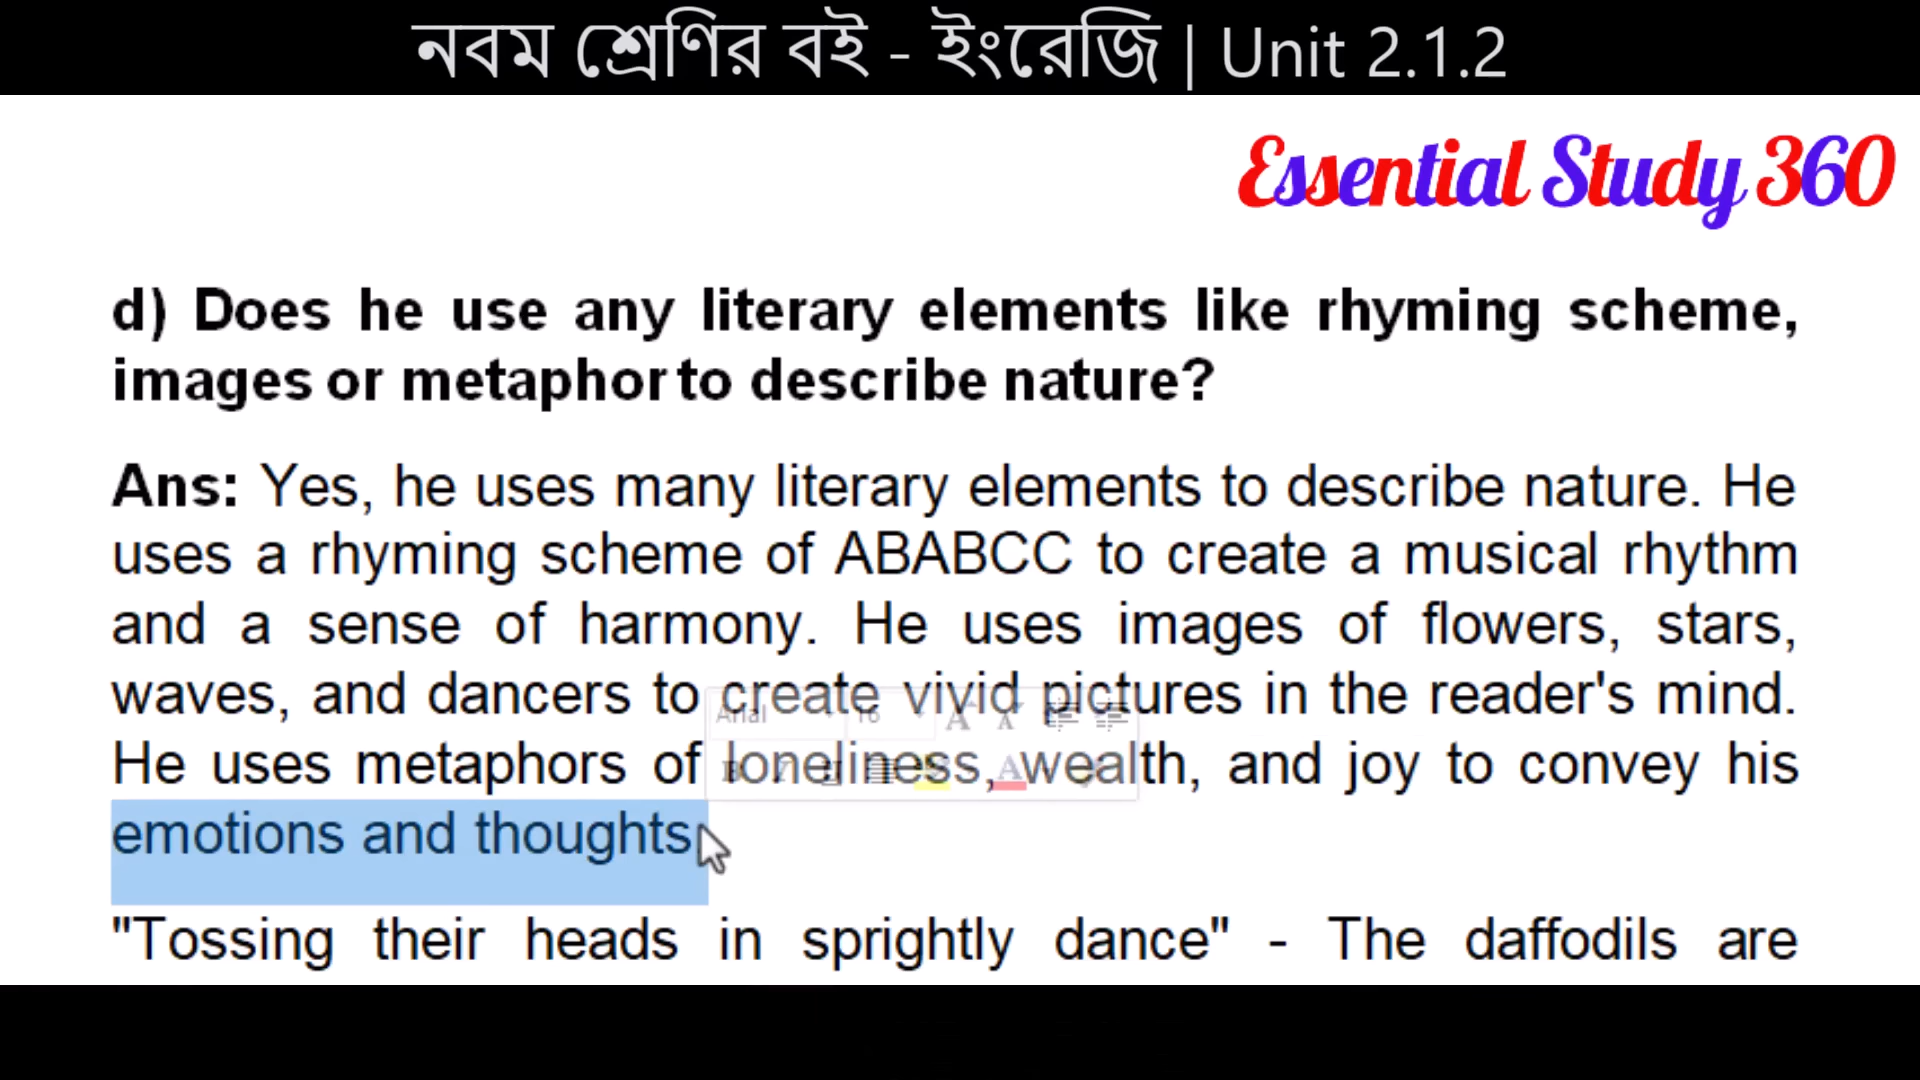 নবম শ্রেণির বই - ইংরেজি | Unit 2.1.2
Essential Study 360
d) Does he use any literary elements like rhyming scheme,
images or metaphor to describe nature?
Ans: Yes, he uses many literary elements to describe nature. He
uses a rhyming scheme of ABABCC to create a musical rhythm
and a sense of harmony. He uses images of flowers, stars,
waves, and dancers to create vivid pictures in the reader's mind.
Arial 16
He uses metaphors of loneliness, wealth, and joy to convey his
emotions and thoughts.
"Tossing their heads in sprightly dance" - The daffodils are